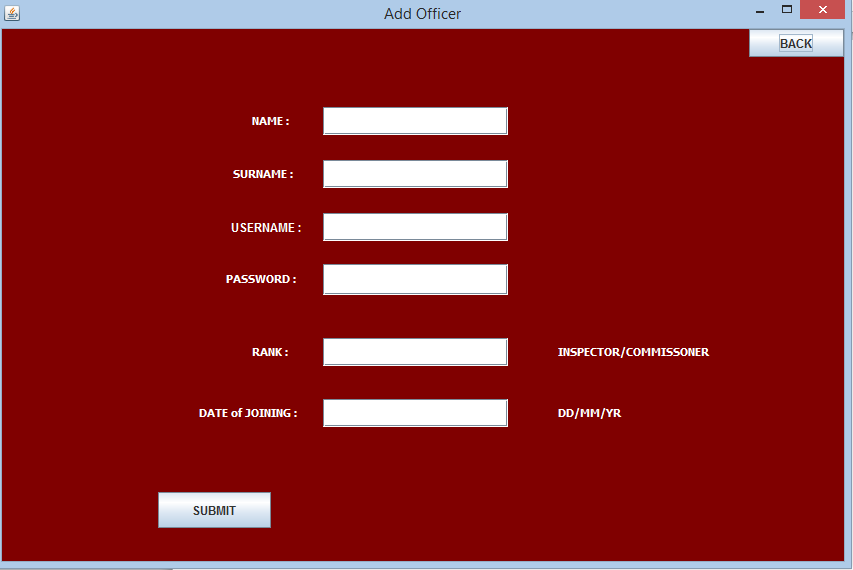 Add Officer
BACK
NAME :
SURNAME :
USERNAME :
PASSWORD :
RANK : INSPECTOR/COMMISSONER
DATE of JOINING : DD/MM/YR
SUBMIT